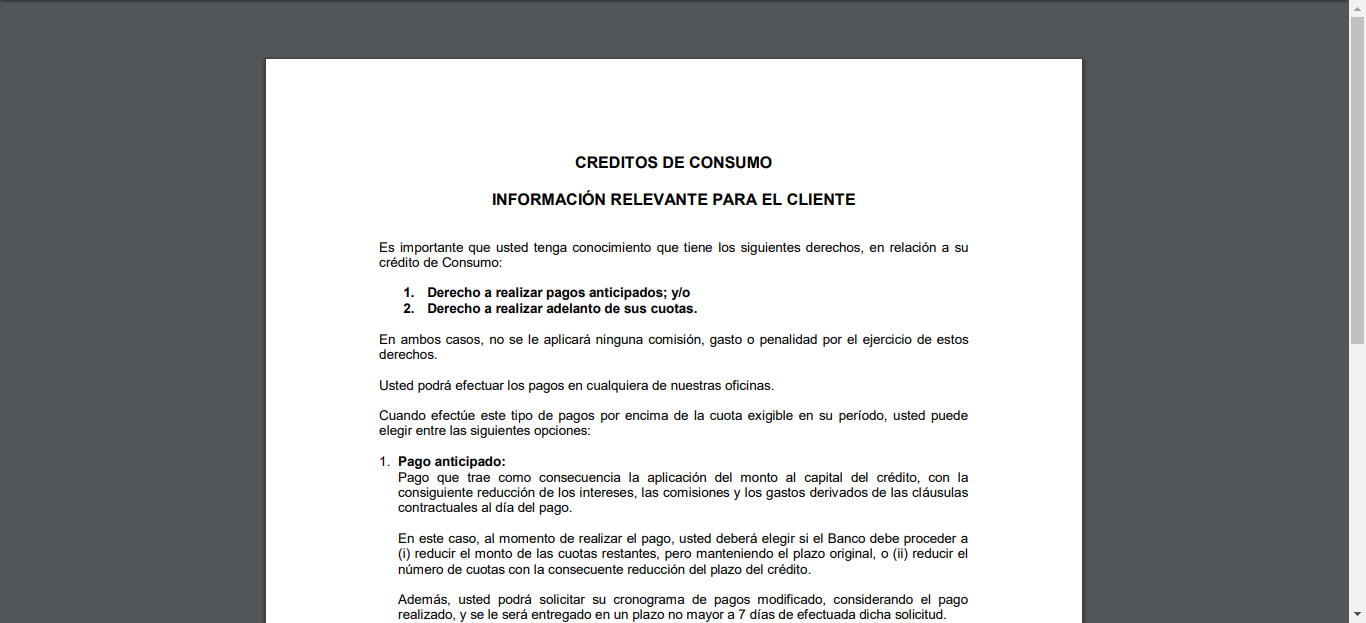 CREDITOS DE CONSUMO
INFORMACIÓN RELEVANTE PARA EL CLIENTE
Es importante que usted tenga conocimiento que tiene los siguientes derechos, en relación a su
crédito de Consumo:
1. Derecho a realizar pagos anticipados; y/o
2. Derecho a realizar adelanto de sus cuotas.
En ambos casos, no se le aplicará ninguna comisión, gasto o penalidad por el ejercicio de estos
derechos.
Usted podrá efectuar los pagos en cualquiera de nuestras oficinas.
Cuando efectúe este tipo de pagos por encima de la cuota exigible en su período, usted puede
elegir entre las siguientes opciones:
1. Pago anticipado:
Pago que trae como consecuencia la aplicación del monto al capital del crédito, con la
consiguiente reducción de los intereses, las comisiones y los gastos derivados de las cláusulas
contractuales al día del pago.
En este caso, al momento de realizar el pago, usted deberá elegir si el Banco debe proceder a
(i) reducir el monto de las cuotas restantes, pero manteniendo el plazo original, o (ii) reducir el
número de cuotas con la consecuente reducción del plazo del crédito.
Además, usted podrá solicitar su cronograma de pagos modificado, considerando el pago
realizado, y se le será entregado en un plazo no mayor a 7 días de efectuada dicha solicitud.